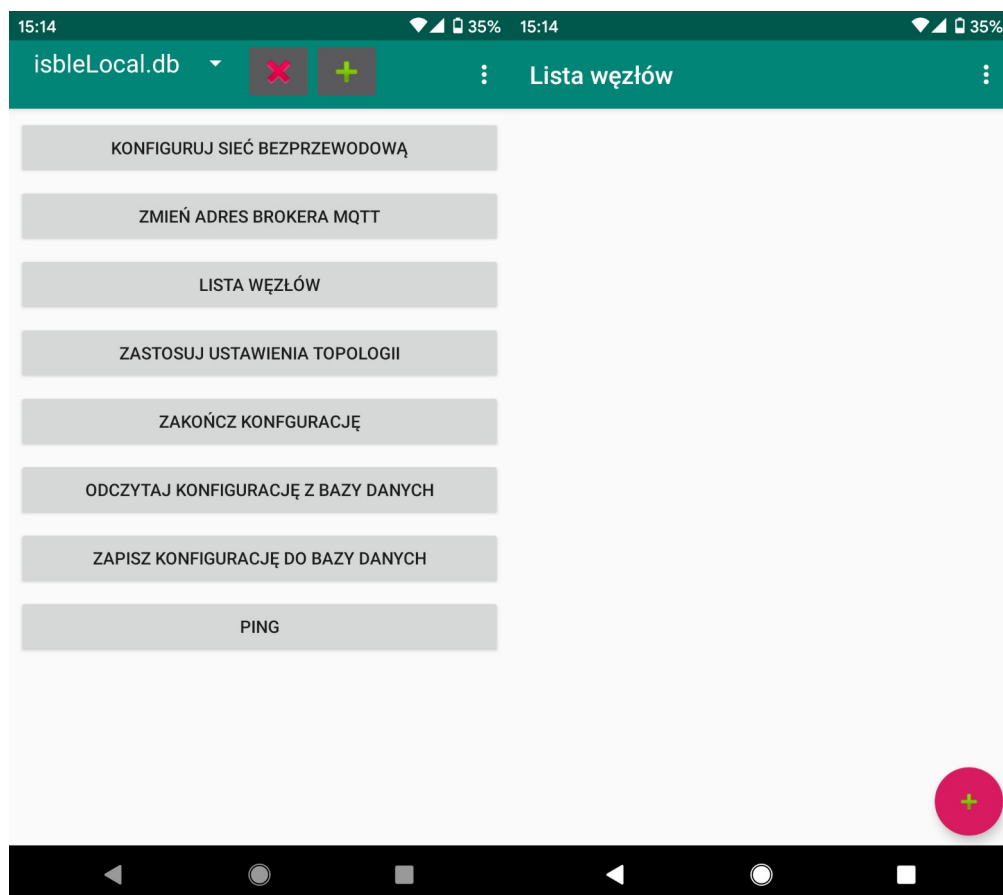 15:14 35%
isbleLocal.db
KONFIGURUJ SIEĆ BEZPRZEWODOWĄ
ZMIEŃ ADRES BROKERA MQTT
LISTA WĘZŁÓW
ZASTOSUJ USTAWIENIA TOPOLOGII
ZAKOŃCZ KONFGURACJĘ
ODCZYTAJ KONFIGURACJĘ Z BAZY DANYCH
ZAPISZ KONFIGURACJĘ DO BAZY DANYCH
PING
15:14 35%
Lista węzłów